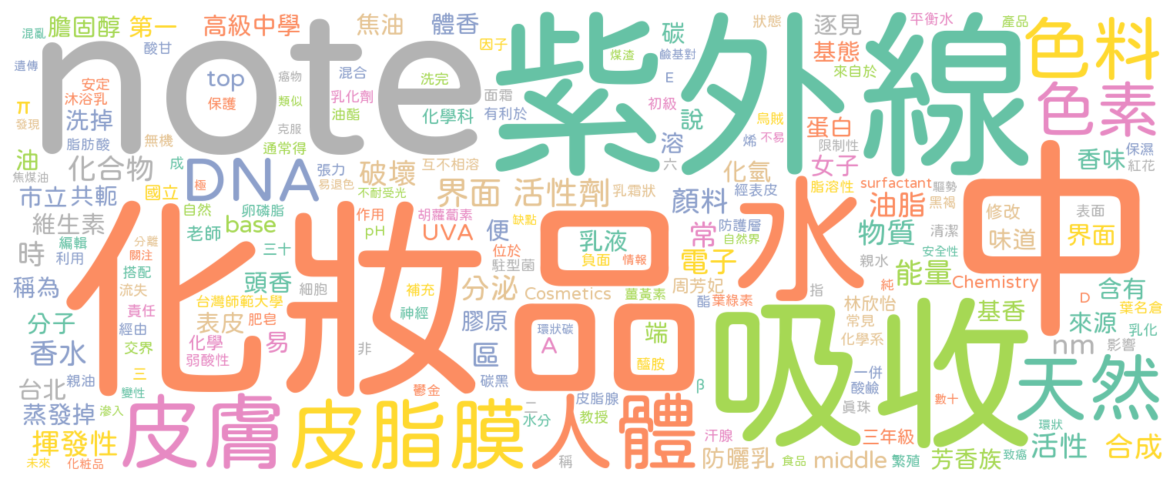 混亂 膽固醇 第一 高級中學 焦油 體香 碳 狀態 逐見 平衡水 產品 色料
遺傳 酸甘 note 因子 紫外線 煤渣 鹼基對 基態 來自於
安定 top 癌物 混合 洗完 E
沐浴乳 保護 類似 乳化劑 化學科 面霜 有利於 初級 烏賊 色素
π 發現 洗掉 無機 克服 油酯 說 蛋白 不易
脂肪酸 通常得 溶 烯 限制性 香味 保濕
油 焦煤油 化合物 成 DNA 張力 破壞 互不相溶 六 女子 化氧 紅花
市立 共軛 國立 極 易退色 不耐受光 界面 活性劑 乳霜狀 顏料 經表皮 脂溶性 surfactant 驅勢 中
維生素 自然 卵磷脂 作用 胡蘿蔔素 缺點 水 油脂 黑褐 修改 表面
時 編輯 老師 base 化妝品 pH UVA 便 乳液 常 防護層 物質 清潔 味道 界面
利用 分離 關注 三十 位於 負面 情報 自然界 安全性
稱為 搭配 流失 頭香 細胞 補充 分泌 駐型菌 電子 親水 能量 純 Chemistry D 含有
台灣師範大學 Cosmetics 薑黃素 周芳妃 指 葉名倉
分子 責任 經由 表皮 肥皂 神經 膠原 環狀碳 端 酯 葉綠素 林欣怡 基香 來源 乳化
香水 交界 化學 弱酸性 易 非 區 A 醯胺 吸收 常見 化學系 nm 影響
台北 親油 三 變性 鬱金 碳黑 β 一併 天然
蒸發掉 滲入 皮膚 皮脂膜 一 水分 皮脂腺 教授 人體 真珠 酸鹼 數十 環狀
揮發性 汗腺 三年級 活性 合成
未來 化粧品 稱 防曬乳 食品 middle 繁殖 芳香族 致癌